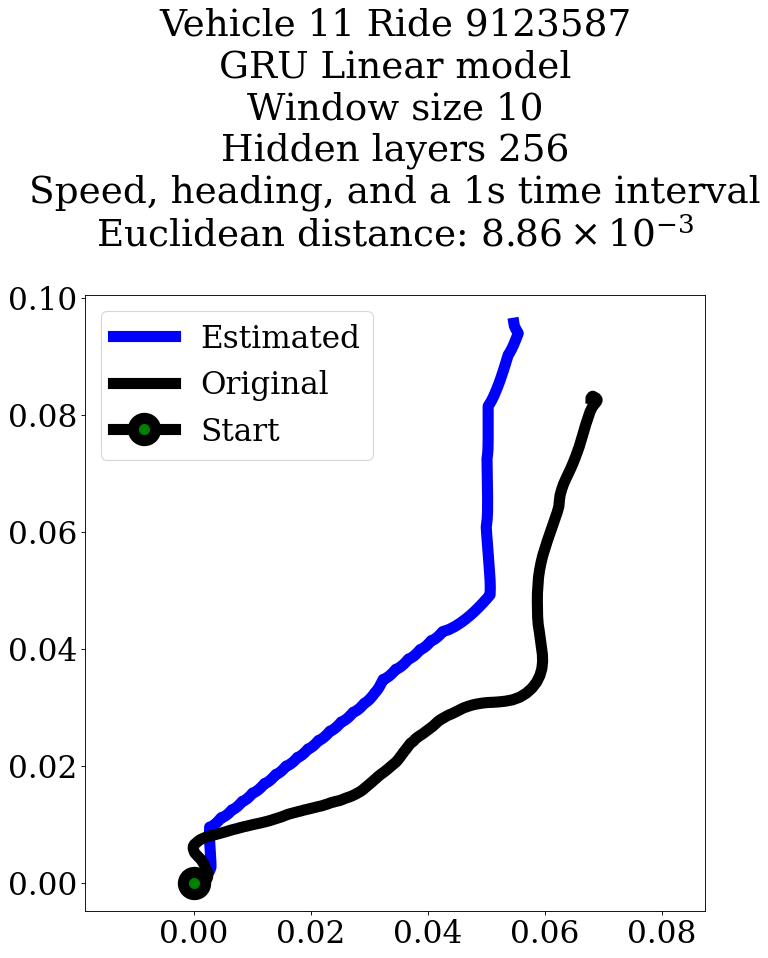 Vehicle 11 Ride 9123587
GRU Linear model
Window size 10
Hidden layers 256
Speed, heading, and a 1s time interval
Euclidean distance: 8.86 × 10⁻³
0.10
0.08
0.06
0.04
0.02
0.00
Estimated
Original
Start
0.00 0.02 0.04 0.06 0.08